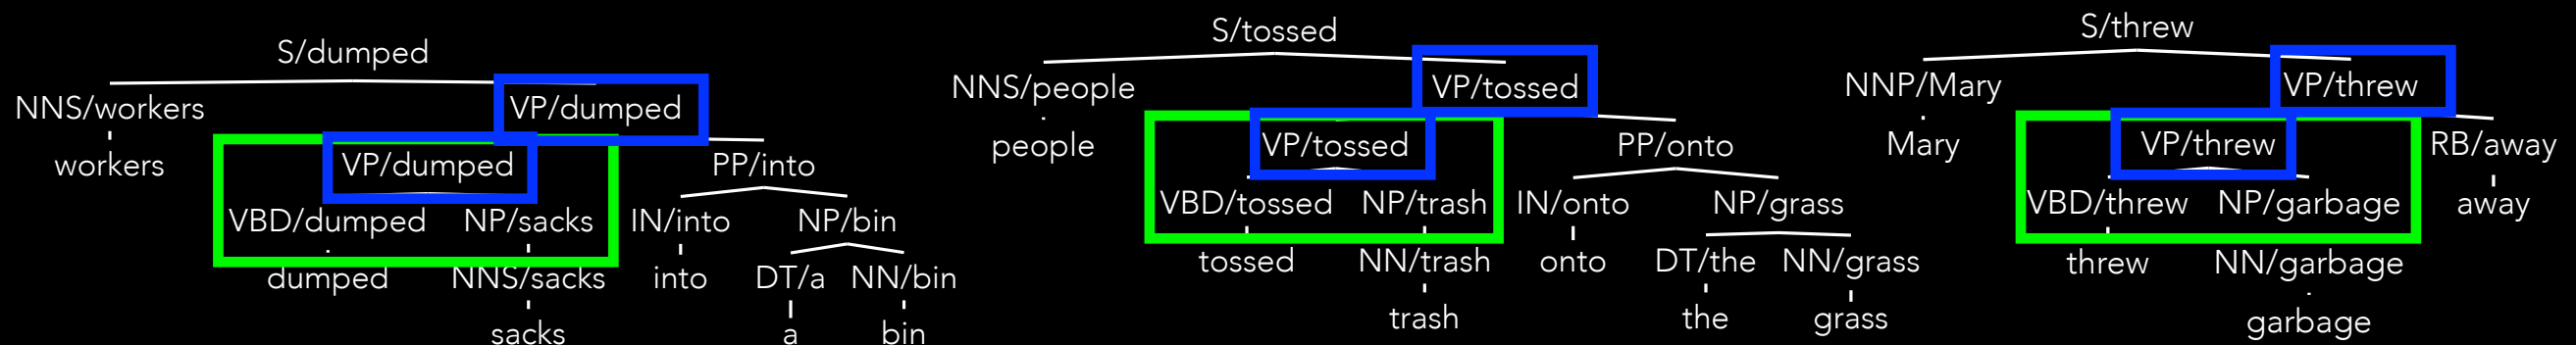 S/dumped
NNS/workers VP/dumped
workers VP/dumped PP/into
VBD/dumped NP/sacks IN/into NP/bin
dumped NNS/sacks into DT/a NN/bin
sacks a bin
S/tossed
NNS/people VP/tossed
people VP/tossed PP/onto
VBD/tossed NP/trash IN/onto NP/grass
tossed NN/trash onto DT/the NN/grass
trash the grass
S/threw
NNP/Mary VP/threw
Mary VP/threw RB/away
VBD/threw NP/garbage away
threw NN/garbage
garbage